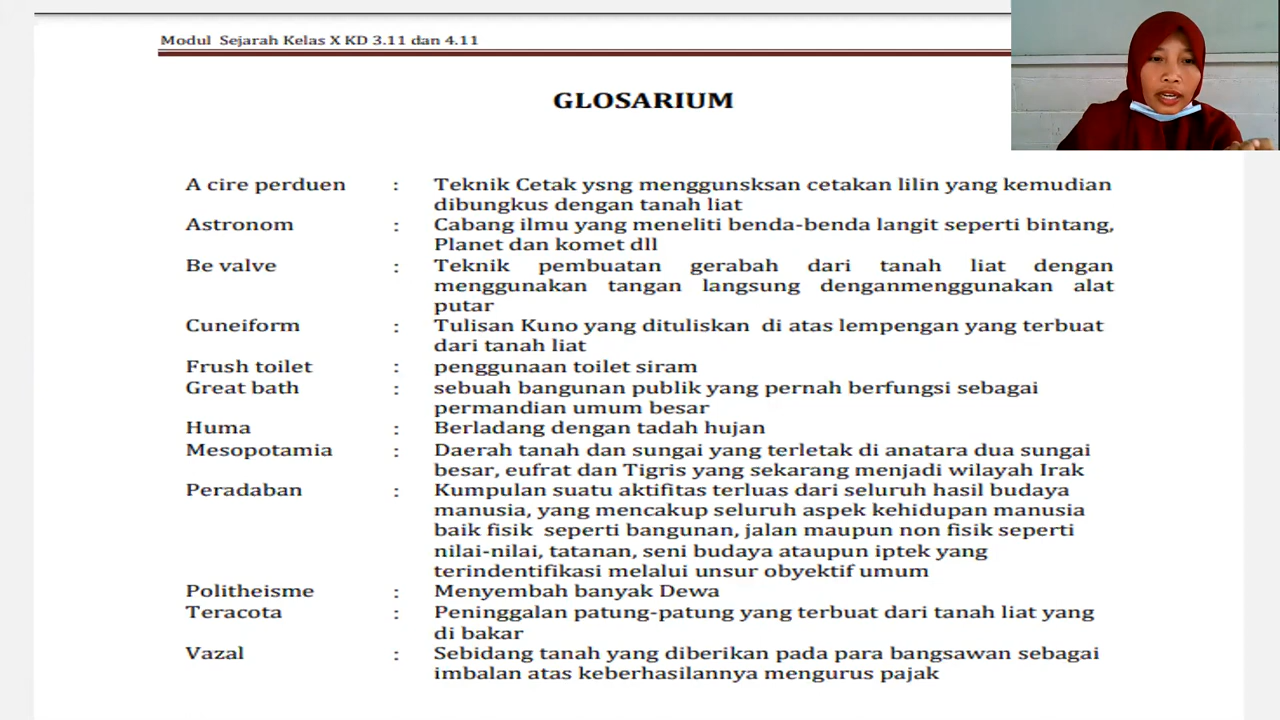 Modul Sejarah Kelas X KD 3.11 dan 4.11
GLOSARIUM
A cire perduen : Teknik Cetak ysng menggunsksan cetakan lilin yang kemudian
dibungkus dengan tanah liat
Astronom : Cabang ilmu yang meneliti benda-benda langit seperti bintang,
Planet dan komet dll
Be valve : Teknik pembuatan gerabah dari tanah liat dengan
menggunakan tangan langsung denganmenggunakan alat
putar
Cuneiform : Tulisan Kuno yang dituliskan di atas lempengan yang terbuat
dari tanah liat
Frush toilet : penggunaan toilet siram
Great bath : sebuah bangunan publik yang pernah berfungsi sebagai
permandian umum besar
Huma : Berladang dengan tadah hujan
Mesopotamia : Daerah tanah dan sungai yang terletak di anatara dua sungai
besar, eufrat dan Tigris yang sekarang menjadi wilayah Irak
Peradaban : Kumpulan suatu aktifitas terluas dari seluruh hasil budaya
manusia, yang mencakup seluruh aspek kehidupan manusia
baik fisik seperti bangunan, jalan maupun non fisik seperti
nilai-nilai, tatanan, seni budaya ataupun iptek yang
terindentifikasi melalui unsur obyektif umum
Politheisme : Menyembah banyak Dewa
Teracota : Peninggalan patung-patung yang terbuat dari tanah liat yang
di bakar
Vazal : Sebidang tanah yang diberikan pada para bangsawan sebagai
imbalan atas keberhasilannya mengurus pajak